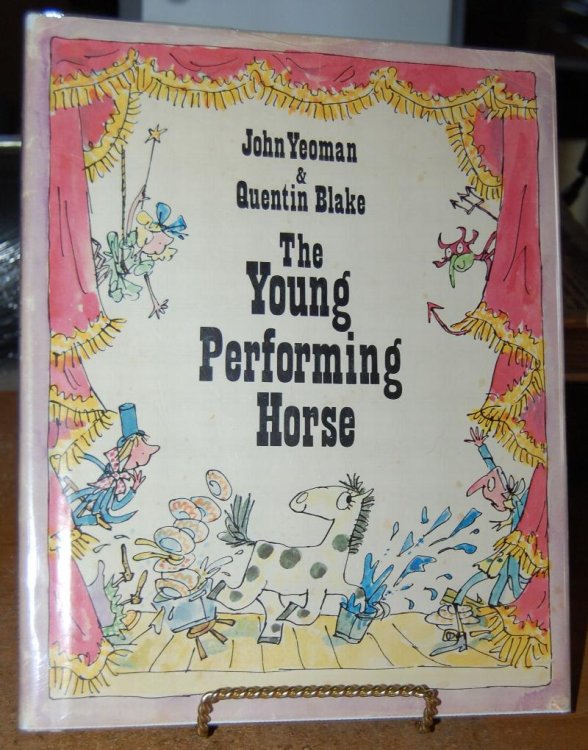 John Yeoman
&
Quentin Blake
The
Young
Performing
Horse